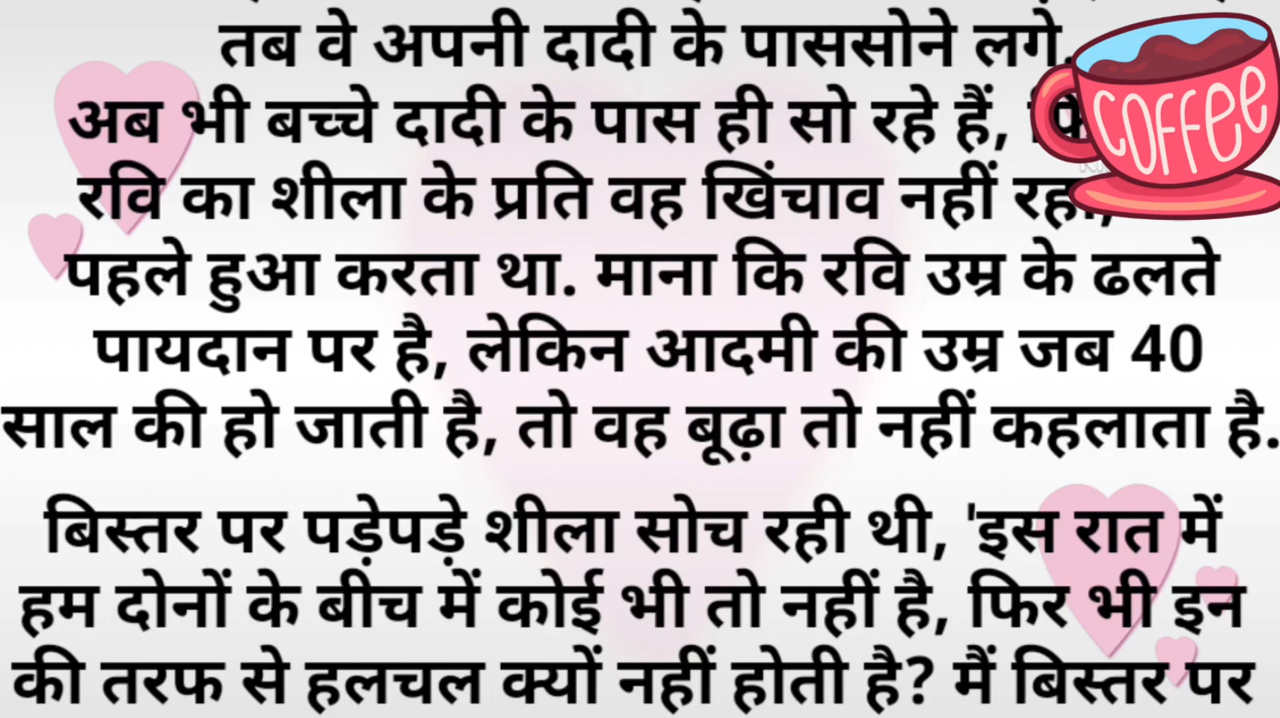 तब वे अपनी दादी के पाससोने लगे.
अब भी बच्चे दादी के पास ही सो रहे हैं,
रवि का शीला के प्रति वह खिंचाव नहीं
पहले हुआ करता था. माना कि रवि उम्र के ढलते
पायदान पर है, लेकिन आदमी की उम्र जब 40
साल की हो जाती है, तो वह बूढ़ा तो नहीं कहलाता है.
बिस्तर पर पड़ेपड़े शीला सोच रही थी, 'इस रात में
हम दोनों के बीच में कोई भी तो नहीं है, फिर भी इन
की तरफ से हलचल क्यों नहीं होती है? मैं बिस्तर पर
COFFee